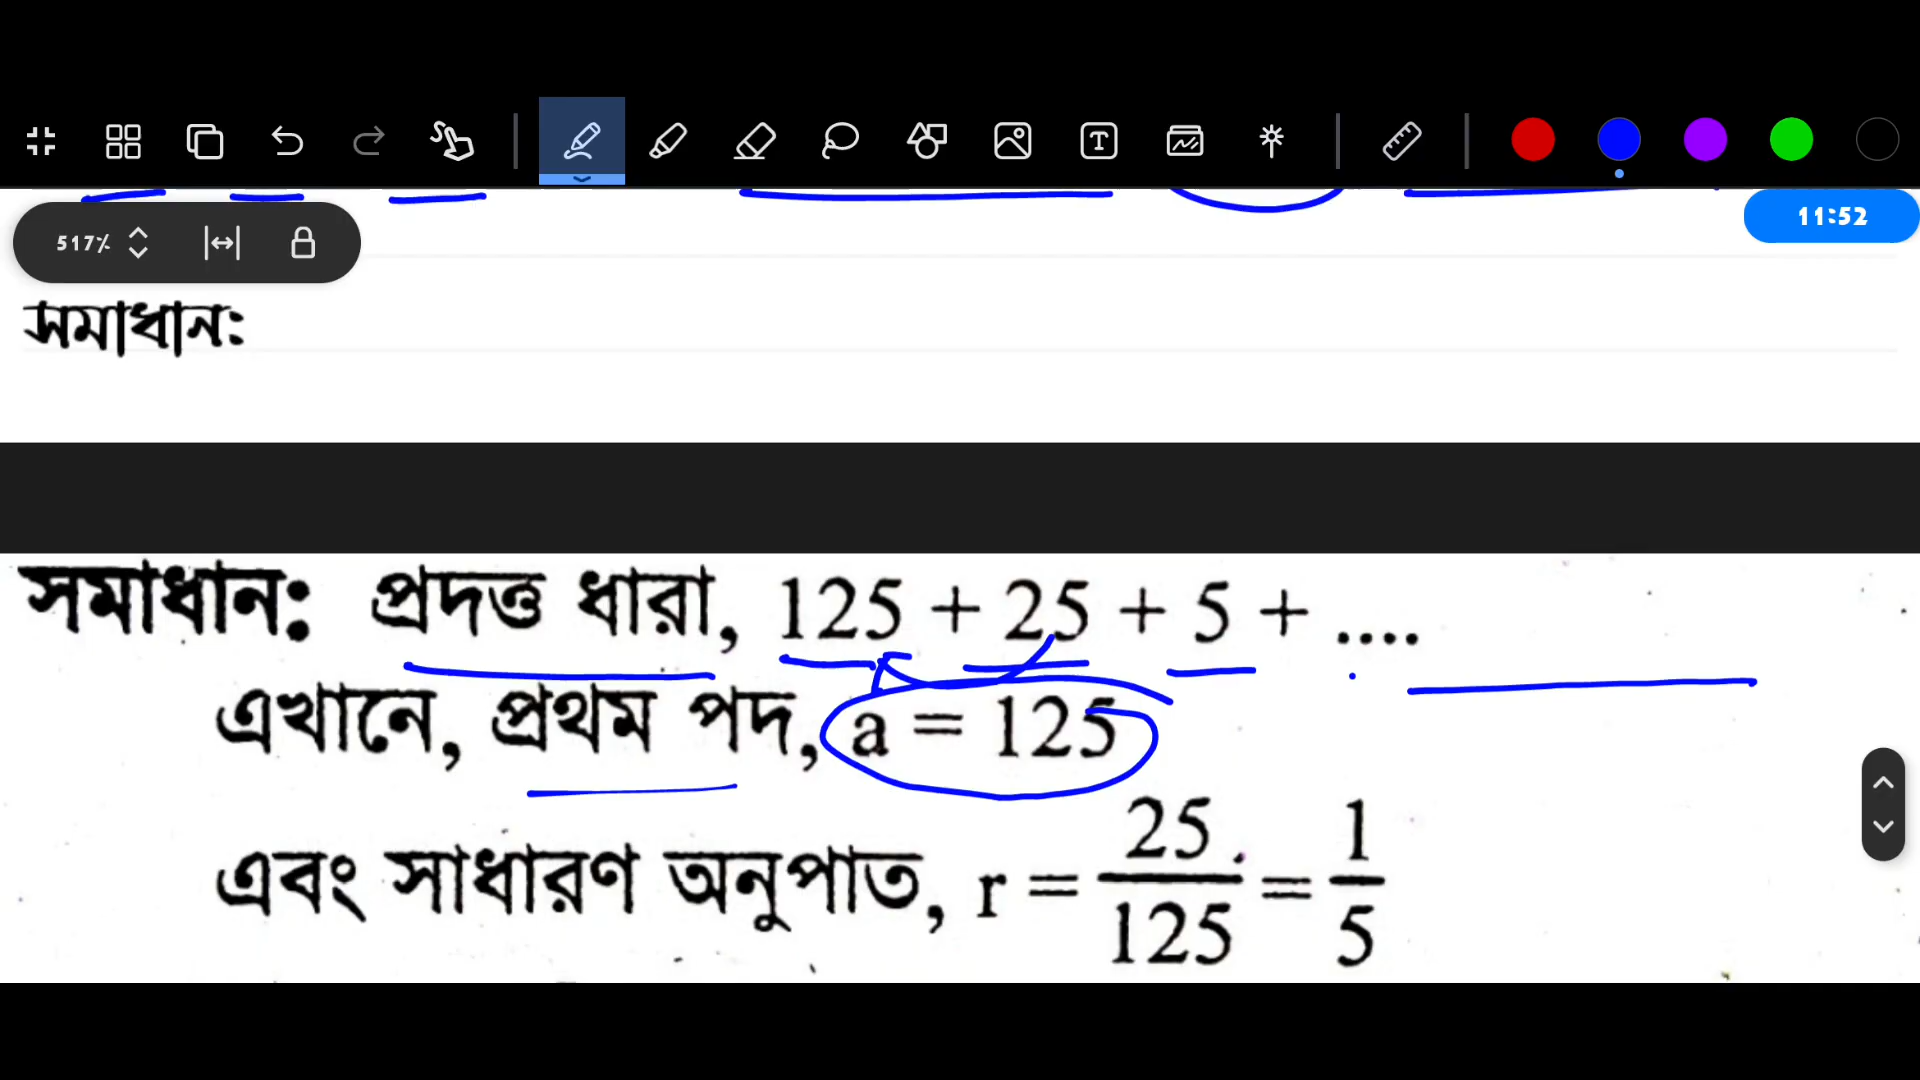 517%
11:52
সমাধান:
সমাধান: প্রদত্ত ধারা, 125 + 25 + 5 + ....
এখানে, প্রথম পদ, a = 125
এবং সাধারণ অনুপাত, r = 25/125 = 1/5